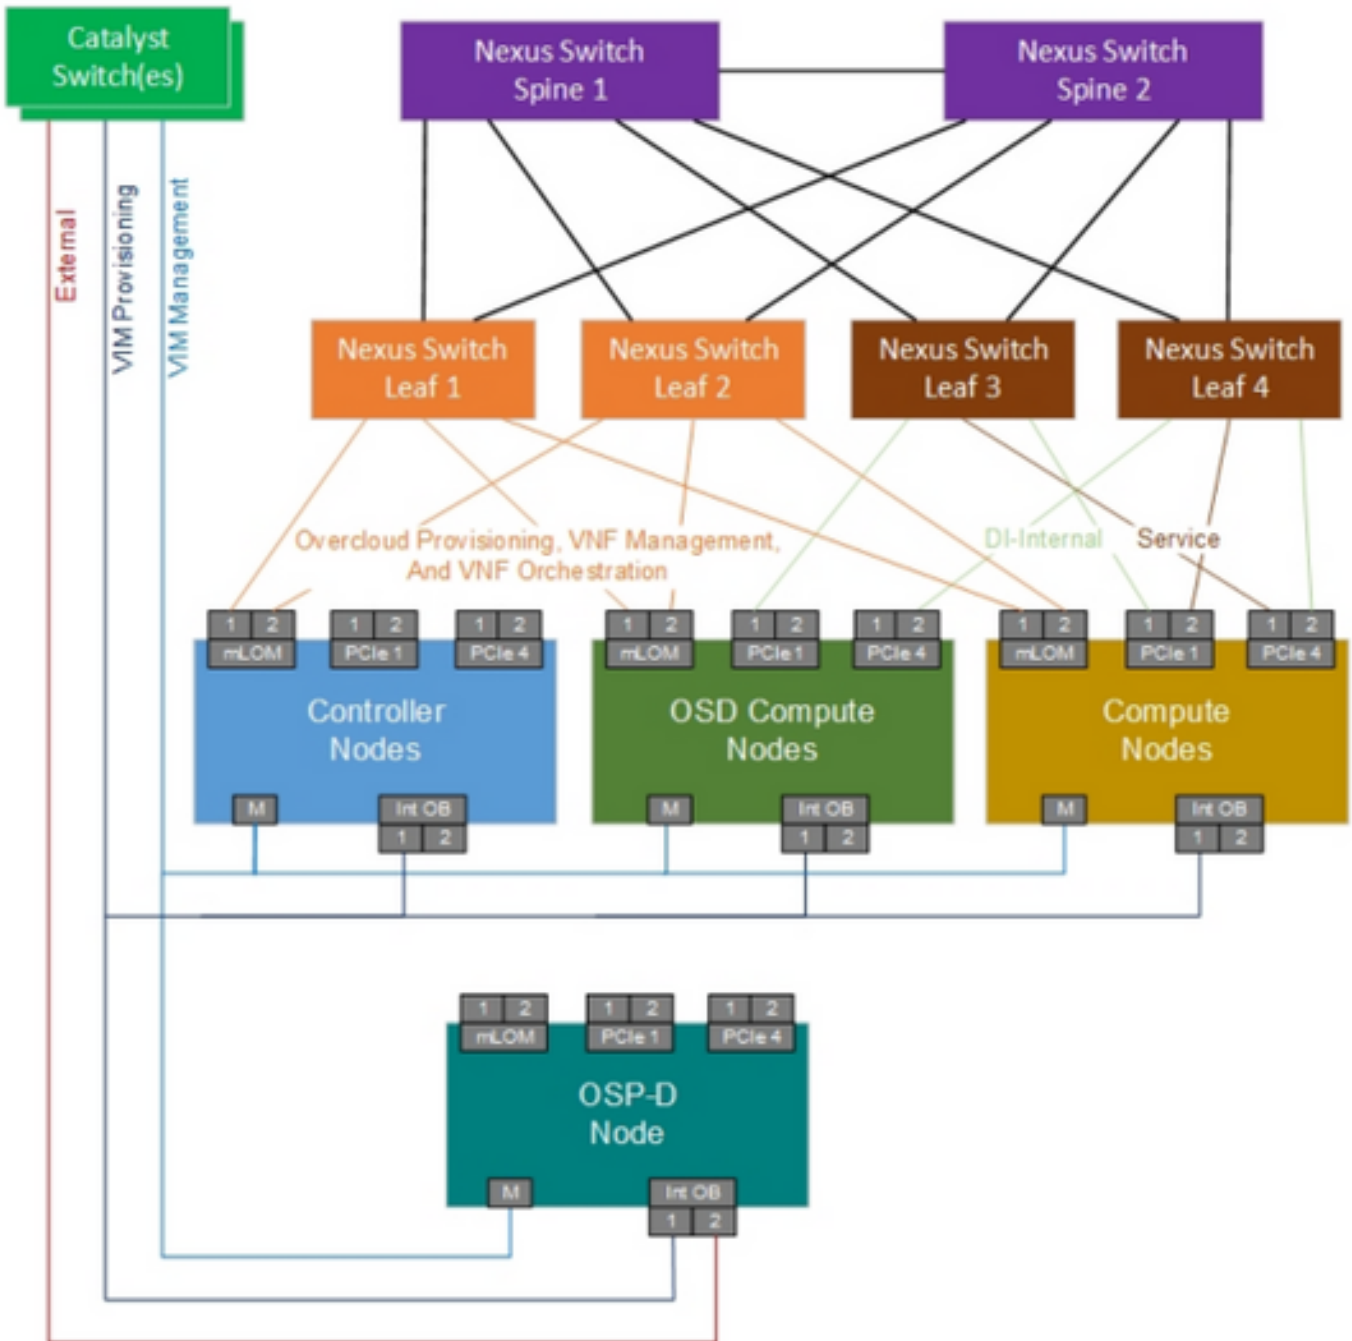 Catalyst
Switch(es)
Nexus Switch
Spine 1
Nexus Switch
Spine 2
External
VIM Provisioning
VIM Management
Nexus Switch
Leaf 1
Nexus Switch
Leaf 2
Nexus Switch
Leaf 3
Nexus Switch
Leaf 4
Overcloud Provisioning, VNF Management,
And VNF Orchestration
DI-Internal
Service
1 2
mLOM
1 2
PCIe 1
1 2
PCIe 4
Controller
Nodes
M
Int OB
1 2
1 2
mLOM
1 2
PCIe 1
1 2
PCIe 4
OSD Compute
Nodes
M
Int OB
1 2
1 2
mLOM
1 2
PCIe 1
1 2
PCIe 4
Compute
Nodes
M
Int OB
1 2
1 2
mLOM
1 2
PCIe 1
1 2
PCIe 4
OSP-D
Node
M
Int OB
1 2